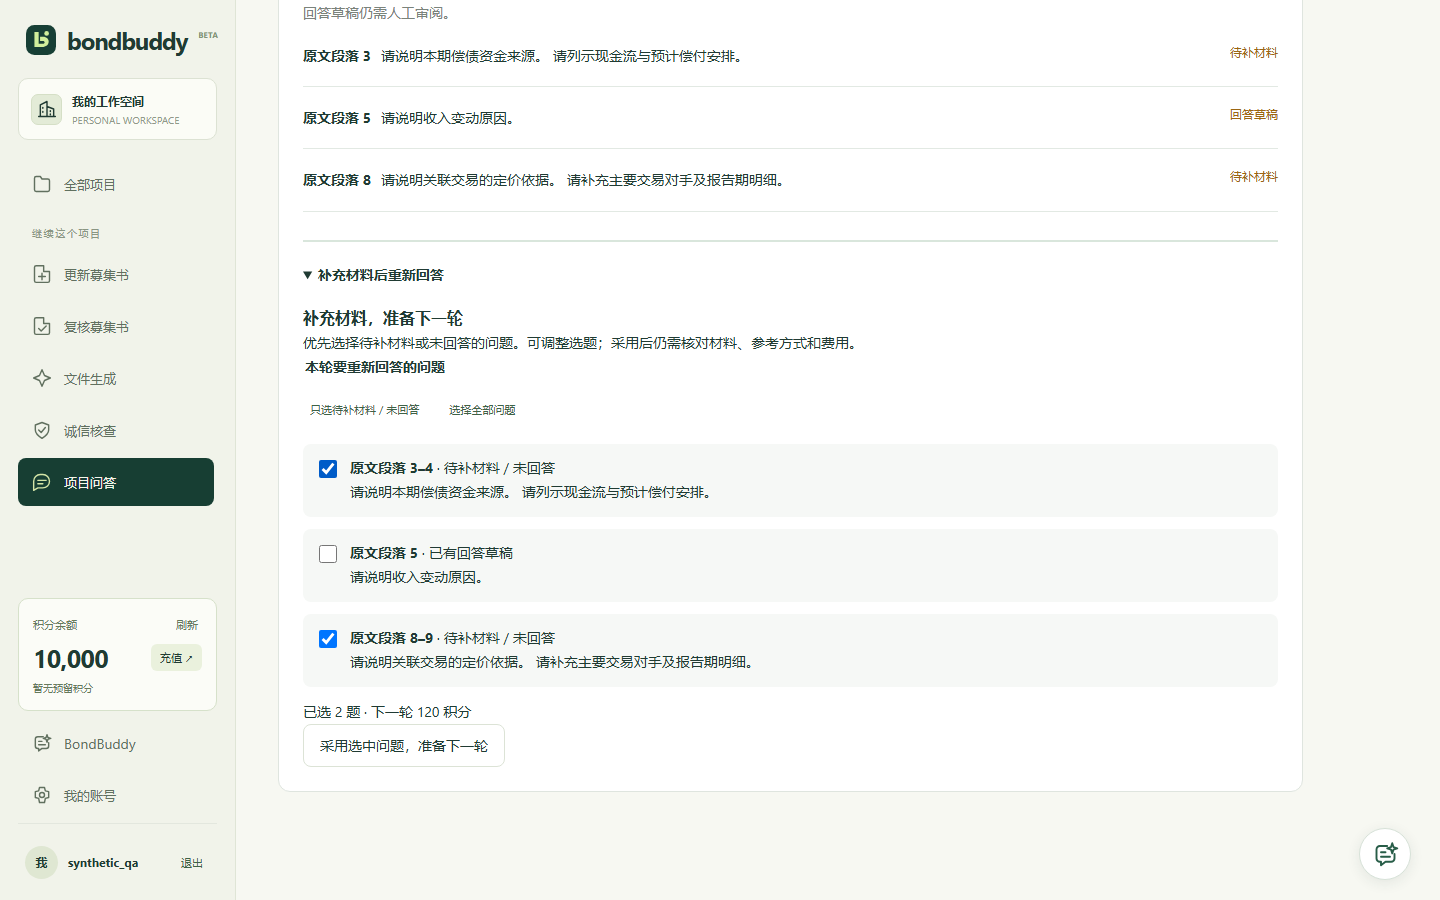 bondbuddy BETA
我的工作空间
PERSONAL WORKSPACE
全部项目
继续这个项目
更新募集书
复核募集书
文件生成
诚信核查
项目问答
积分余额 刷新
10,000 充值 ↗
暂无预留积分
BondBuddy
我的账号
我 synthetic_qa 退出
回答草稿仍需人工审阅。
原文段落 3 请说明本期偿债资金来源。 请列示现金流与预计偿付安排。 待补材料
原文段落 5 请说明收入变动原因。 回答草稿
原文段落 8 请说明关联交易的定价依据。 请补充主要交易对手及报告期明细。 待补材料
▼ 补充材料后重新回答
补充材料，准备下一轮
优先选择待补材料或未回答的问题。可调整选题；采用后仍需核对材料、参考方式和费用。
本轮要重新回答的问题
只选待补材料 / 未回答 选择全部问题
原文段落 3–4 · 待补材料 / 未回答
请说明本期偿债资金来源。 请列示现金流与预计偿付安排。
原文段落 5 · 已有回答草稿
请说明收入变动原因。
原文段落 8–9 · 待补材料 / 未回答
请说明关联交易的定价依据。 请补充主要交易对手及报告期明细。
已选 2 题 · 下一轮 120 积分
采用选中问题，准备下一轮